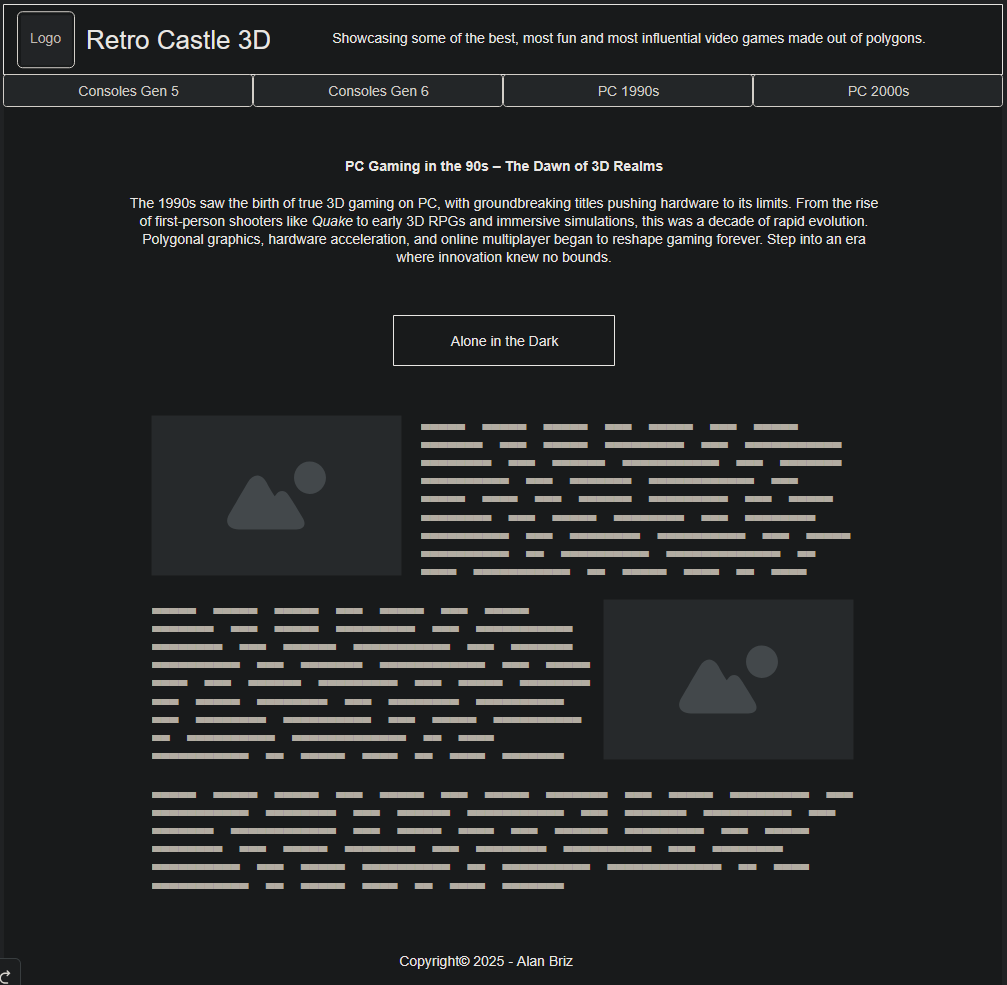 Logo
Retro Castle 3D
Showcasing some of the best, most fun and most influential video games made out of polygons.
Consoles Gen 5
Consoles Gen 6
PC 1990s
PC 2000s
PC Gaming in the 90s – The Dawn of 3D Realms
The 1990s saw the birth of true 3D gaming on PC, with groundbreaking titles pushing hardware to its limits. From the rise
of first-person shooters like Quake to early 3D RPGs and immersive simulations, this was a decade of rapid evolution.
Polygonal graphics, hardware acceleration, and online multiplayer began to reshape gaming forever. Step into an era
where innovation knew no bounds.
Alone in the Dark
Copyright© 2025 - Alan Briz